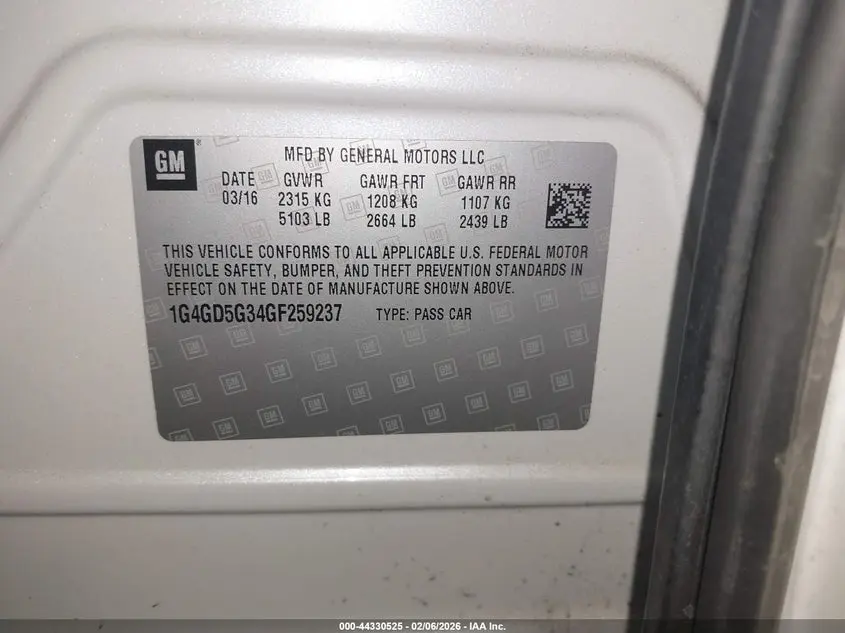 GM
MFD BY GENERAL MOTORS LLC
DATE GVWR GAWR FRT GAWR RR
03/16 2315 KG 1208 KG 1107 KG
5103 LB 2664 LB 2439 LB
THIS VEHICLE CONFORMS TO ALL APPLICABLE U.S. FEDERAL MOTOR
VEHICLE SAFETY, BUMPER, AND THEFT PREVENTION STANDARDS IN
EFFECT ON THE DATE OF MANUFACTURE SHOWN ABOVE.
1G4GD5G34GF259237 TYPE: PASS CAR
000-44330525 - 02/06/2026 - IAA Inc.